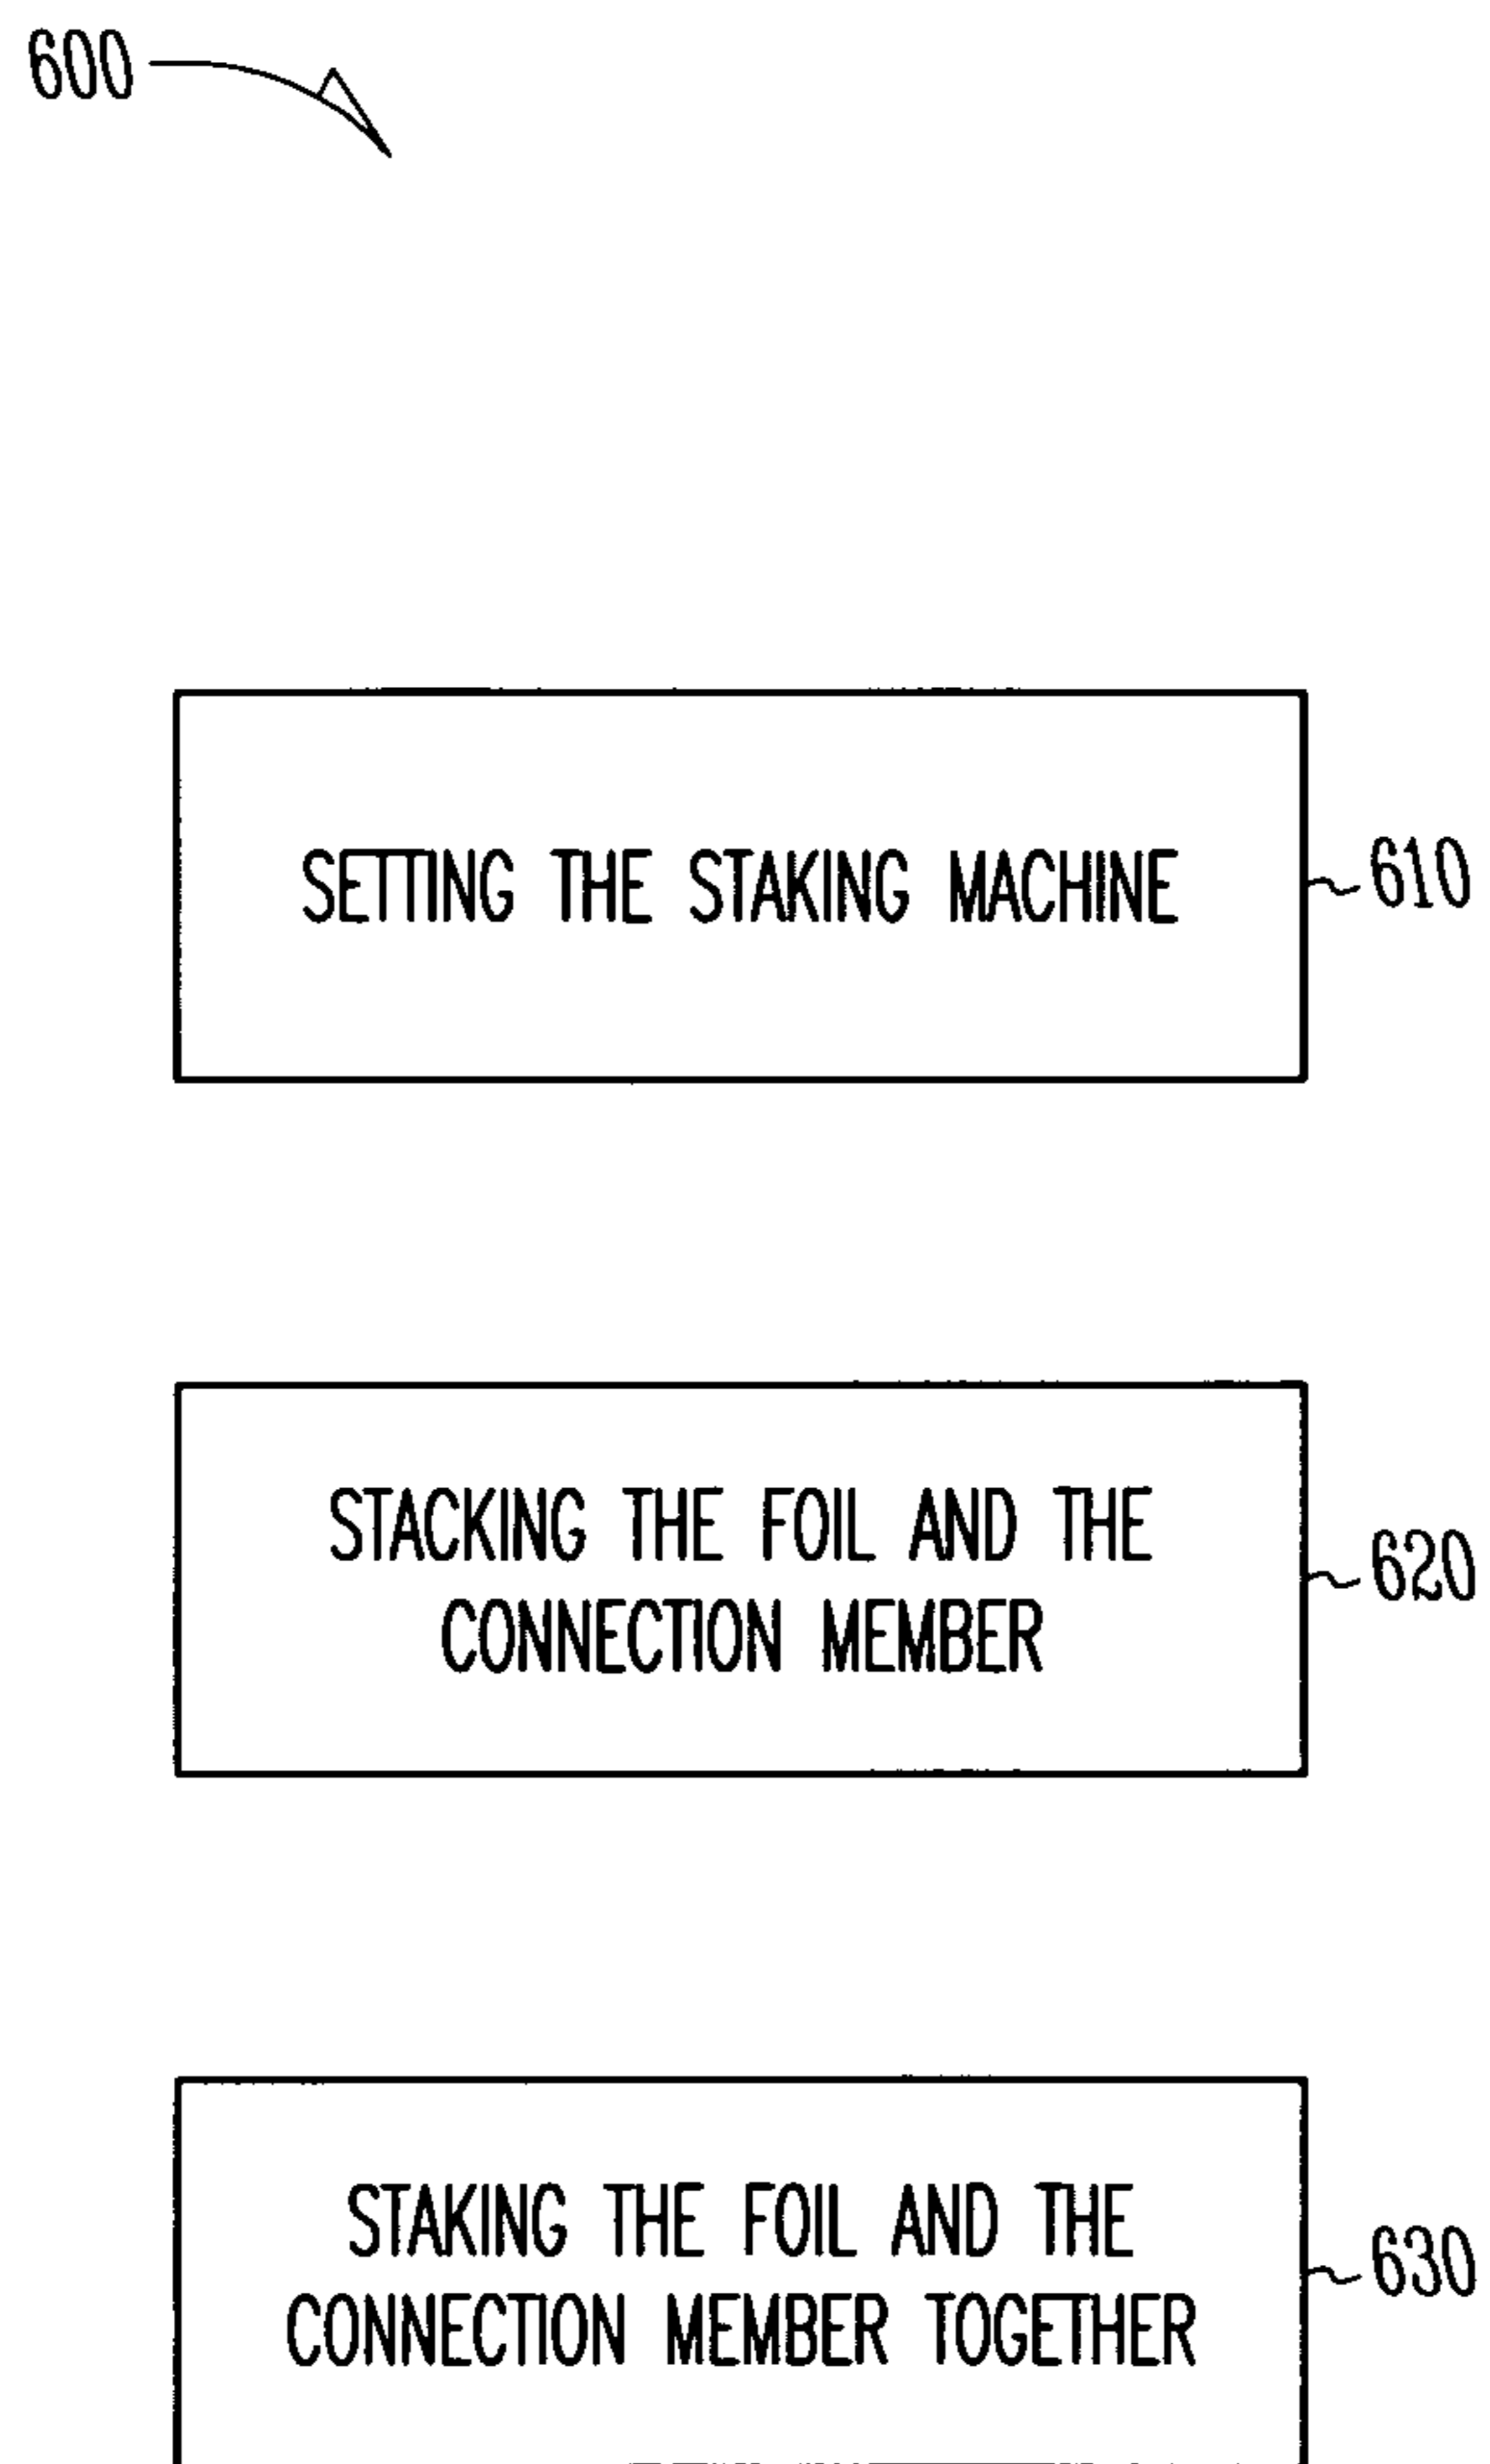 600
SETTING THE STAKING MACHINE
610
STACKING THE FOIL AND THE
CONNECTION MEMBER
620
STAKING THE FOIL AND THE
CONNECTION MEMBER TOGETHER
630